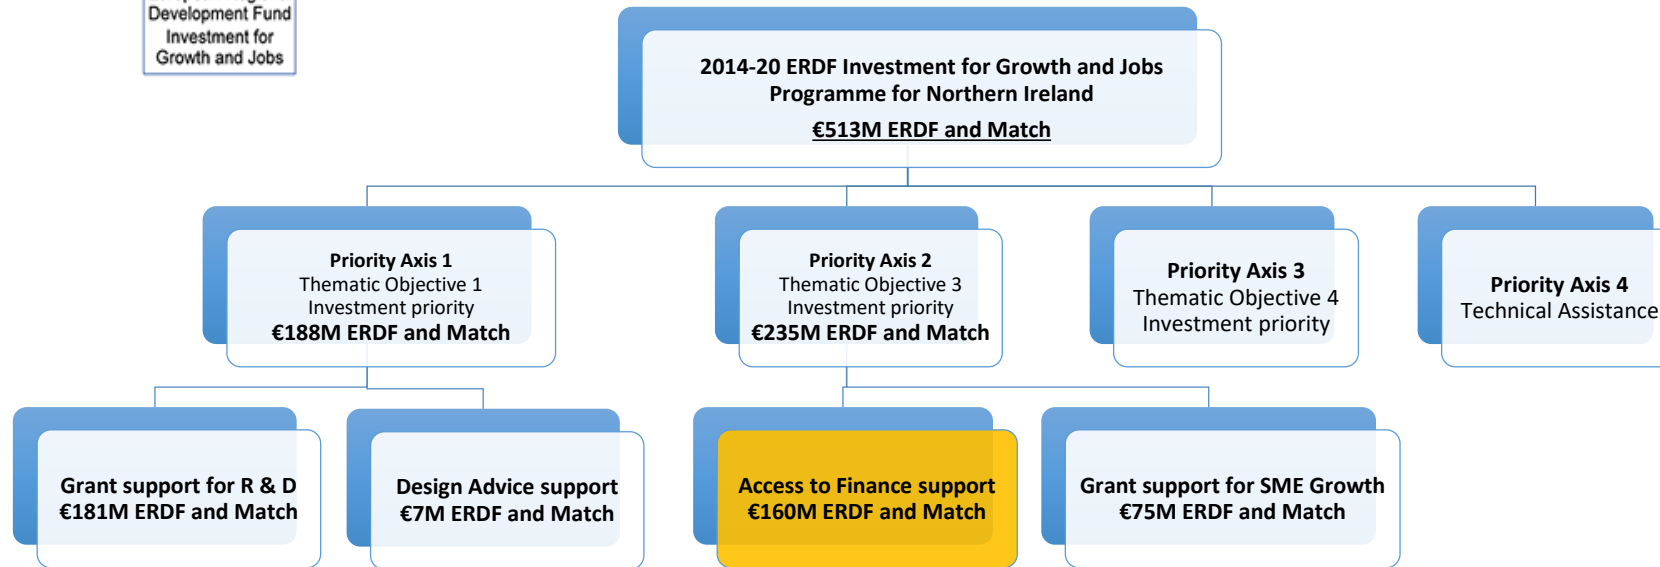 Development Fund
Investment for
Growth and Jobs
2014-20 ERDF Investment for Growth and Jobs
Programme for Northern Ireland
€513M ERDF and Match
Priority Axis 1
Thematic Objective 1
Investment priority
€188M ERDF and Match
Priority Axis 2
Thematic Objective 3
Investment priority
€235M ERDF and Match
Priority Axis 3
Thematic Objective 4
Investment priority
Priority Axis 4
Technical Assistance
Grant support for R & D
€181M ERDF and Match
Design Advice support
€7M ERDF and Match
Access to Finance support
€160M ERDF and Match
Grant support for SME Growth
€75M ERDF and Match